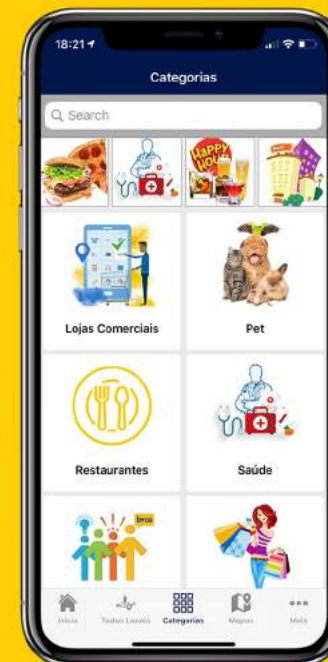 18:21
Categorias
Search
HAPPY
HOUR
Lojas Comerciais
Pet
Restaurantes
Saúde
Início
Todos Locais
Categorias
Mapas
Mais